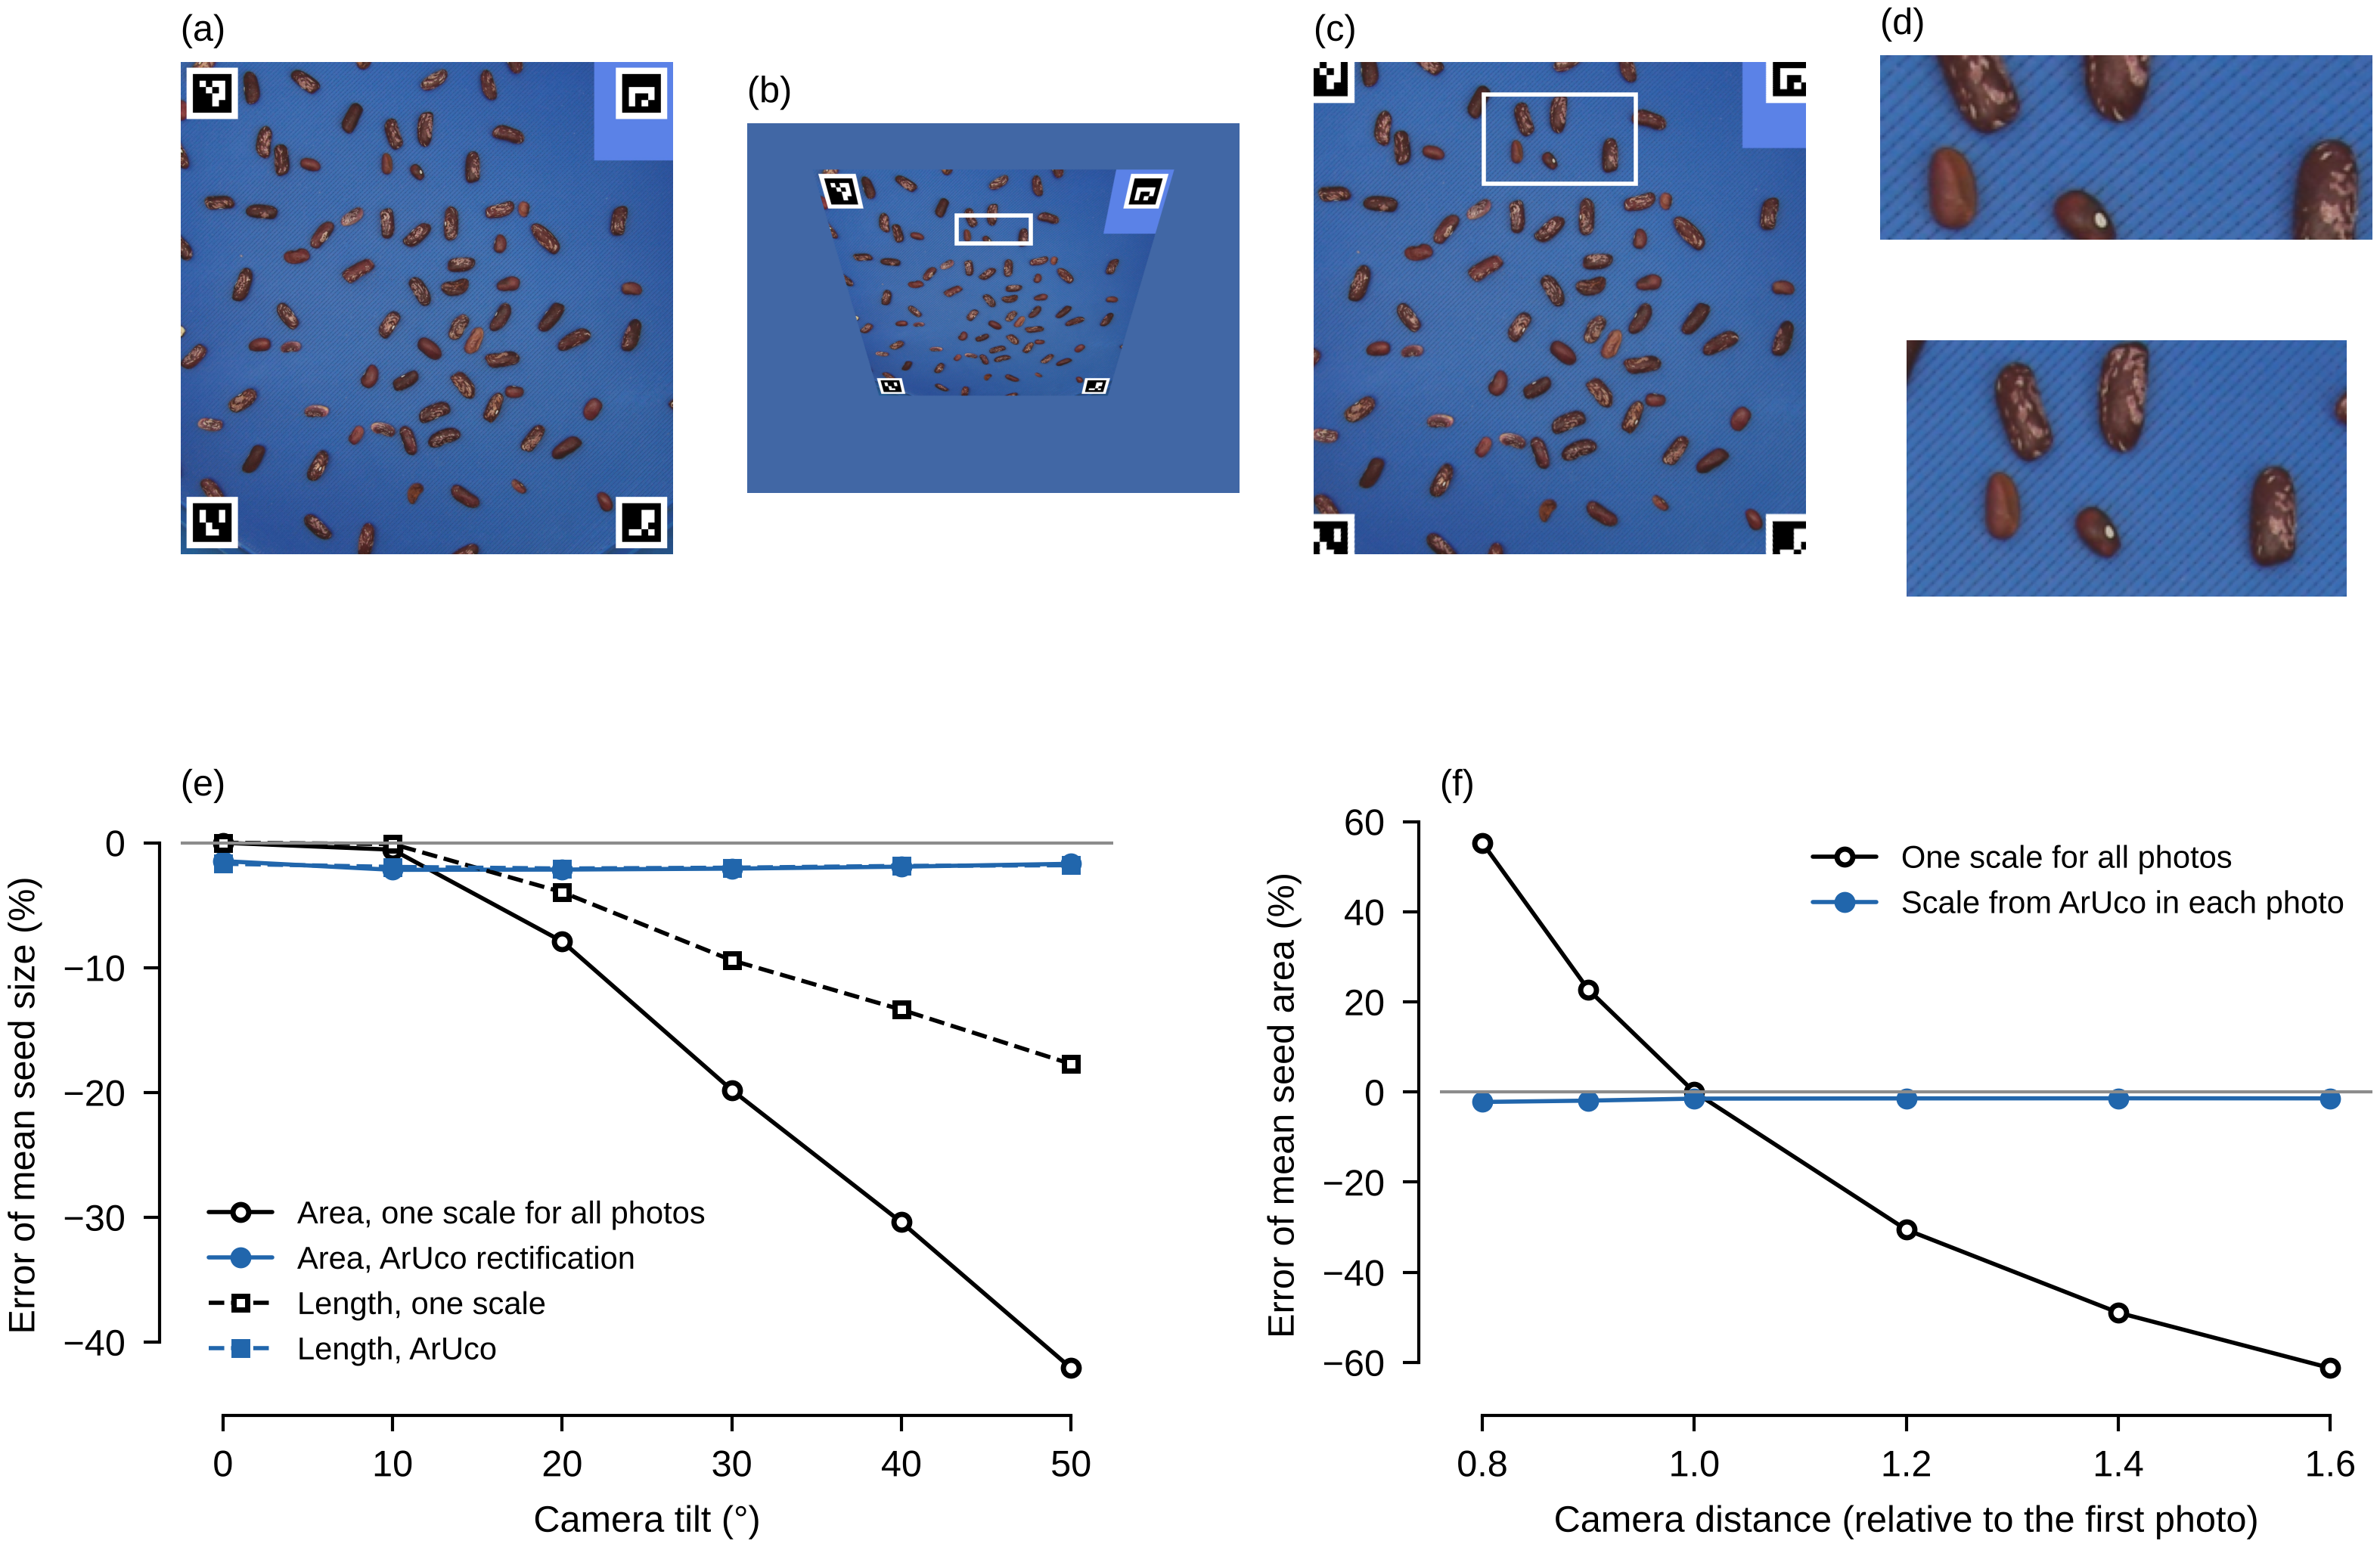 (a)
(b)
(c)
(d)
(e)
Error of mean seed size (%)
0
−10
−20
−30
−40
Area, one scale for all photos
Area, ArUco rectification
Length, one scale
Length, ArUco
0 10 20 30 40 50
Camera tilt (°)
(f)
Error of mean seed area (%)
60
40
20
0
−20
−40
−60
One scale for all photos
Scale from ArUco in each photo
0.8 1.0 1.2 1.4 1.6
Camera distance (relative to the first photo)